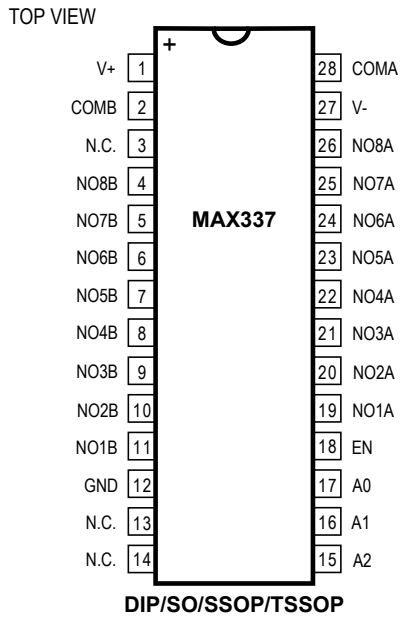 TOP VIEW
+
V+ 1 28 COMA
COMB 2 27 V-
N.C. 3 26 NO8A
NO8B 4 25 NO7A
NO7B 5 MAX337 24 NO6A
NO6B 6 23 NO5A
NO5B 7 22 NO4A
NO4B 8 21 NO3A
NO3B 9 20 NO2A
NO2B 10 19 NO1A
NO1B 11 18 EN
GND 12 17 A0
N.C. 13 16 A1
N.C. 14 15 A2
DIP/SO/SSOP/TSSOP